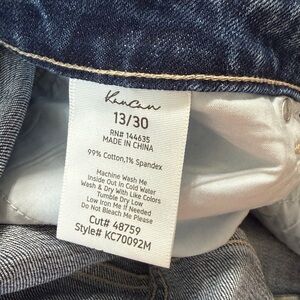 KanCan
13/30
RN# 144635
MADE IN CHINA
99% Cotton,1% Spandex
Machine Wash Me
Inside Out In Cold Water
Wash & Dry with Like Colors
Tumble Dry Low
Low Iron Me if Needed
Do Not Bleach Me Please
Cut# 48759
Style# KC70092M